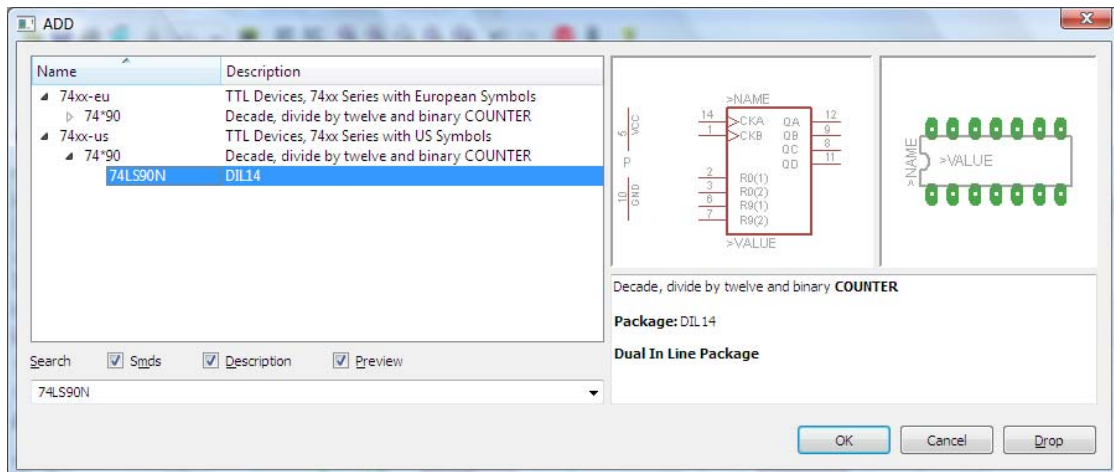 ADD
Name Description
74xx-eu TTL Devices, 74xx Series with European Symbols
74*90 Decade, divide by twelve and binary COUNTER
74xx-us TTL Devices, 74xx Series with US Symbols
74*90 Decade, divide by twelve and binary COUNTER
74LS90N DIL14
Search Smds Description Preview
74LS90N
>NAME
14 CKA QA 12
1 CKB QB 9
QC 8
QD 11
2 R0(1)
3 R0(2)
6 R9(1)
7 R9(2)
>VALUE
5 VCC
P
10 GND
>NAME
>VALUE
Decade, divide by twelve and binary COUNTER
Package: DIL14
Dual In Line Package
OK Cancel Drop